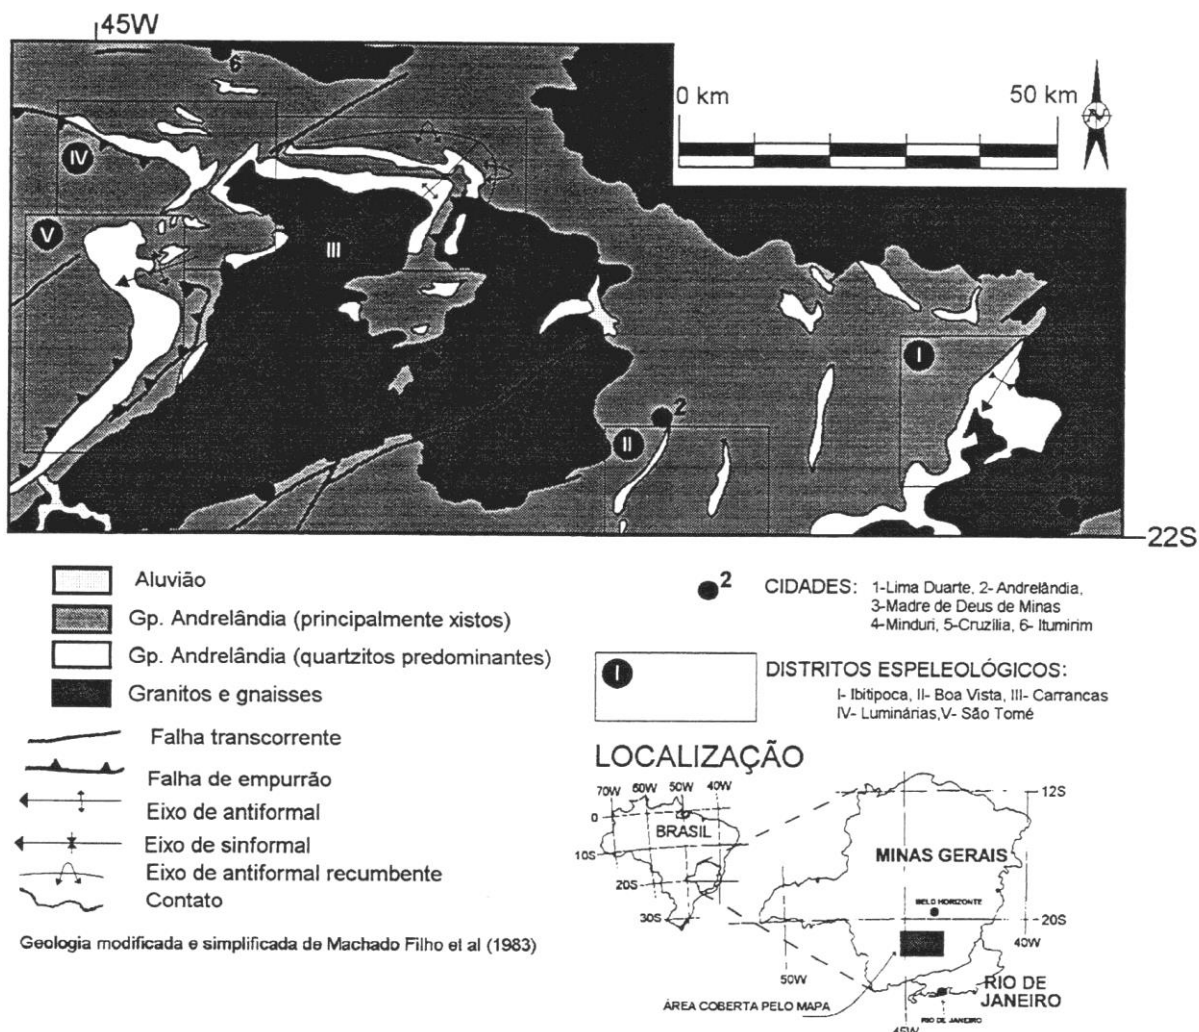 45W
6
0 km
50 km
N
IV
V
III
I
2
II
22S
Aluvião
Gp. Andrelândia (principalmente xistos)
Gp. Andrelândia (quartzitos predominantes)
Granitos e gnaisses
Falha transcorrente
Falha de empurrão
Eixo de antiformal
Eixo de sinformal
Eixo de antiformal recumbente
Contato
Geologia modificada e simplificada de Machado Filho et al (1983)
2
CIDADES: 1-Lima Duarte, 2- Andrelândia,
3-Madre de Deus de Minas
4-Minduri, 5-Cruzília, 6- Itumirim
I
DISTRITOS ESPELEOLÓGICOS:
I- Ibitipoca, II- Boa Vista, III- Carrancas
IV- Luminárias,V- São Tomé
LOCALIZAÇÃO
70W 60W 50W 40W
0
BRASIL
10S
20S
30S
12S
MINAS GERAIS
BELO HORIZONTE
20S
40W
50W
RIO DE
JANEIRO
ÁREA COBERTA PELO MAPA
RIO DE JANEIRO
45W